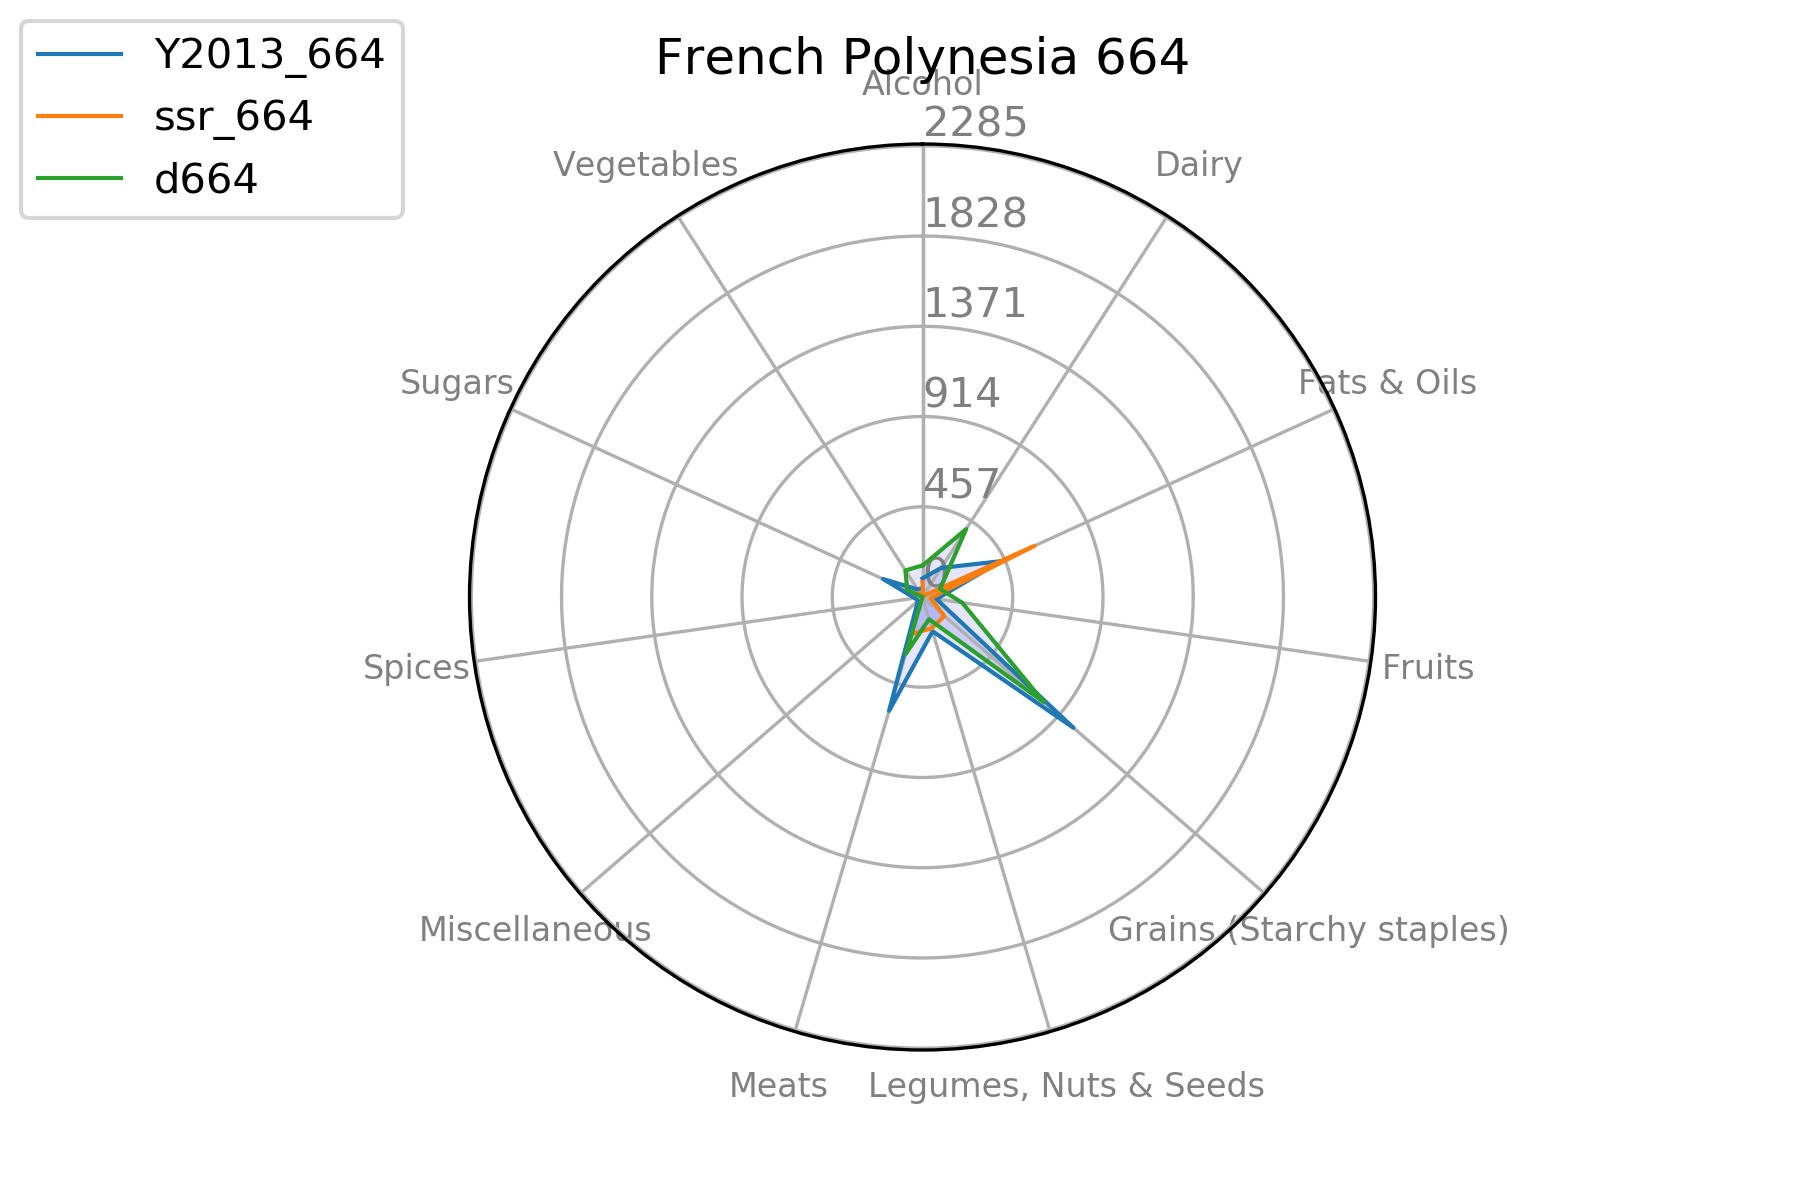 Y2013_664
ssr_664
d664
French Polynesia 664
Alcohol
2285
Vegetables
Dairy
1828
1371
Sugars
Fats & Oils
914
457
0
Spices
Fruits
Miscellaneous
Grains (Starchy staples)
Meats
Legumes, Nuts & Seeds